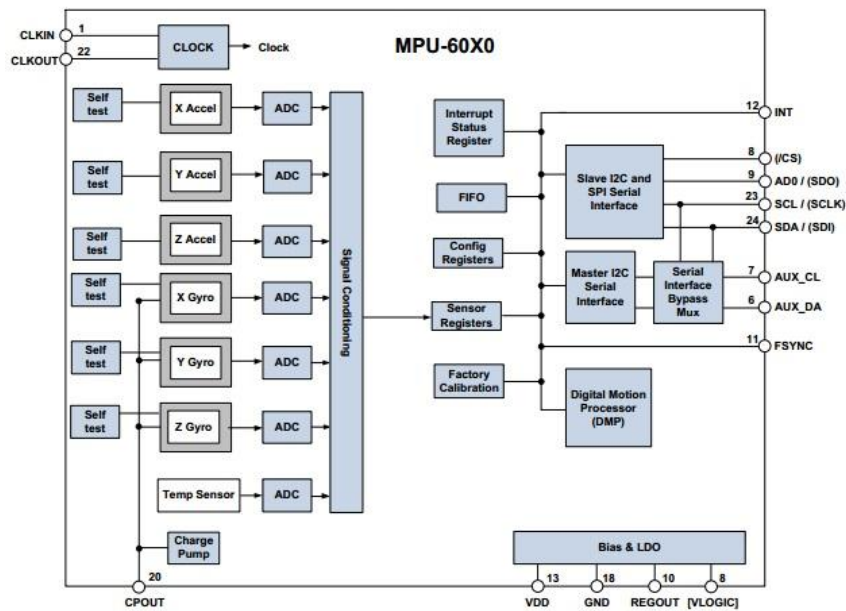 MPU-60X0
CLKIN
1
CLKOUT
22
CLOCK
Clock
Self
test
X Accel
ADC
Self
test
Y Accel
ADC
Self
test
Z Accel
ADC
Self
test
X Gyro
ADC
Self
test
Y Gyro
ADC
Self
test
Z Gyro
ADC
Temp Sensor
ADC
Charge
Pump
20
CPOUT
Signal Conditioning
Interrupt
Status
Register
FIFO
Config
Registers
Sensor
Registers
Factory
Calibration
Slave I2C and
SPI Serial
Interface
Master I2C
Serial
Interface
Serial
Interface
Bypass
Mux
Digital Motion
Processor
(DMP)
12
INT
8
(/CS)
9
AD0 / (SDO)
23
SCL / (SCLK)
24
SDA / (SDI)
7
AUX_CL
6
AUX_DA
11
FSYNC
Bias & LDO
13
VDD
18
GND
10
REGOUT
8
[VLOGIC]